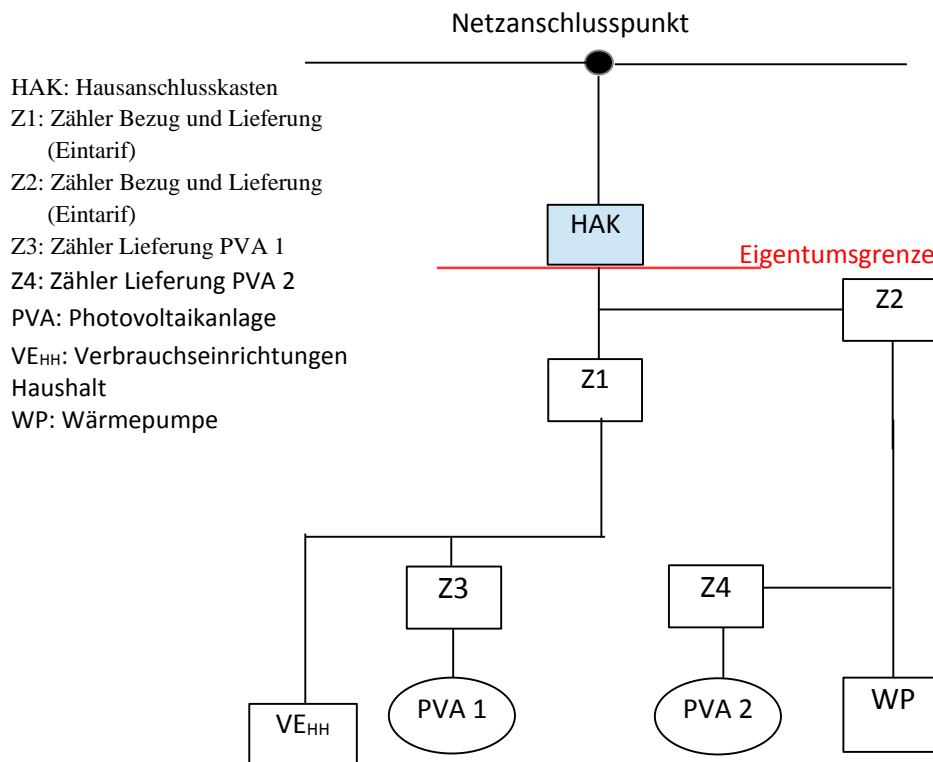 Netzanschlusspunkt
HAK: Hausanschlusskasten
Z1: Zähler Bezug und Lieferung
(Eintarif)
Z2: Zähler Bezug und Lieferung
(Eintarif)
Z3: Zähler Lieferung PVA 1
Z4: Zähler Lieferung PVA 2
PVA: Photovoltaikanlage
VEHH: Verbrauchseinrichtungen
Haushalt
WP: Wärmepumpe
HAK
Eigentumsgrenze
Z2
Z1
Z3
Z4
PVA 1
PVA 2
WP
VEHH